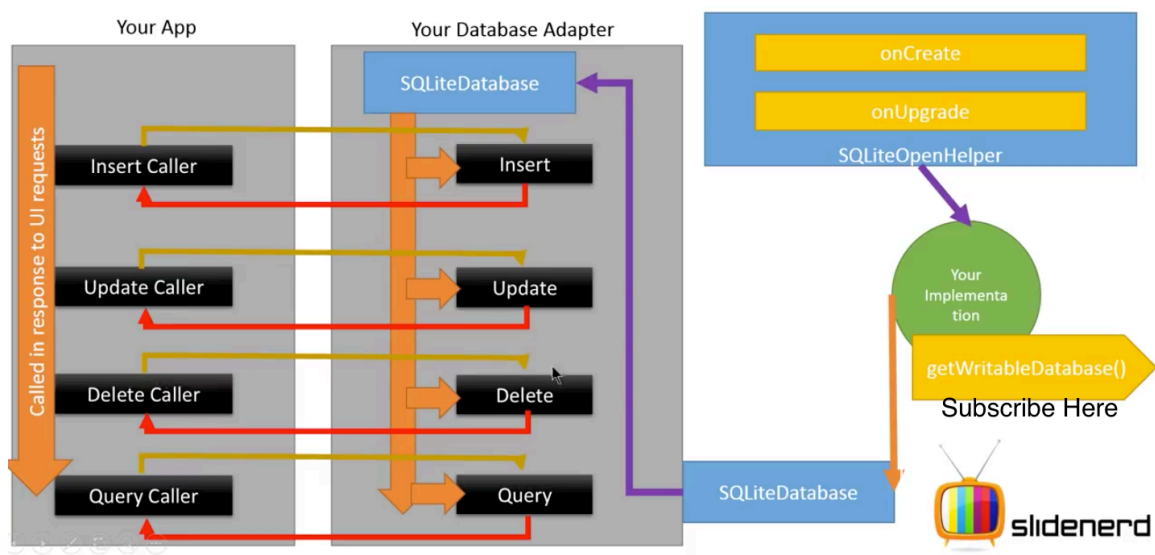 Your App
Called in response to UI requests
Insert Caller
Update Caller
Delete Caller
Query Caller
Your Database Adapter
SQLiteDatabase
Insert
Update
Delete
Query
onCreate
onUpgrade
SQLiteOpenHelper
Your
Implementa
tion
getWritableDatabase()
Subscribe Here
SQLiteDatabase
slidenerd